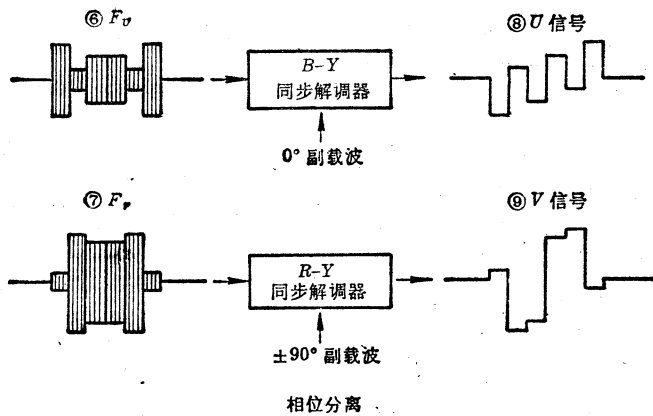 ⑥ F_U
⑧ U 信号
B-Y
同步解调器
0° 副载波
⑦ F_V
⑨ V 信号
R-Y
同步解调器
±90° 副载波
相位分离